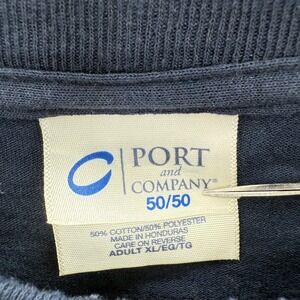 PORT
and
COMPANY®
50/50
50% COTTON/50% POLYESTER
MADE IN HONDURAS
CARE ON REVERSE
ADULT XL/EG/TG